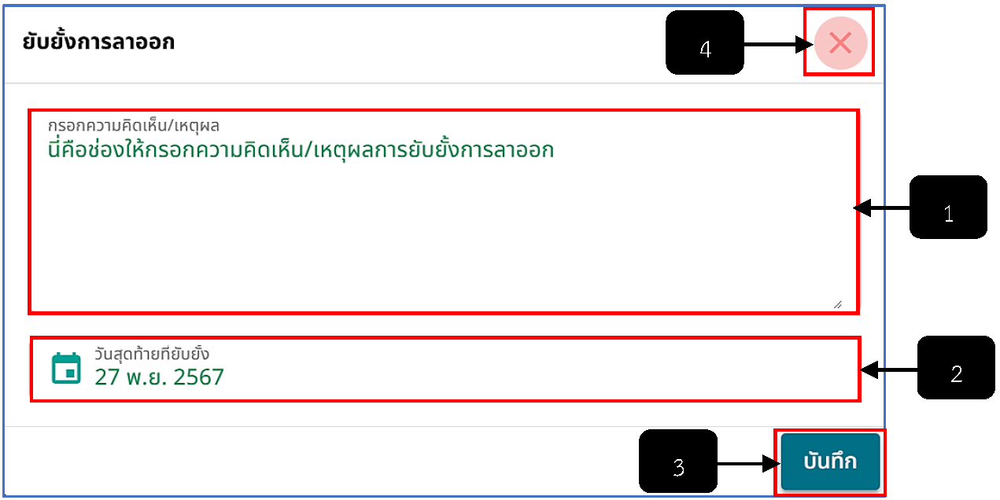 ยับยั้งการลาออก
4
กรอกความคิดเห็น/เหตุผล
นี่คือช่องให้กรอกความคิดเห็น/เหตุผลการยับยั้งการลาออก
1
วันสุดท้ายที่ยับยั้ง
27 พ.ย. 2567
2
3
บันทึก